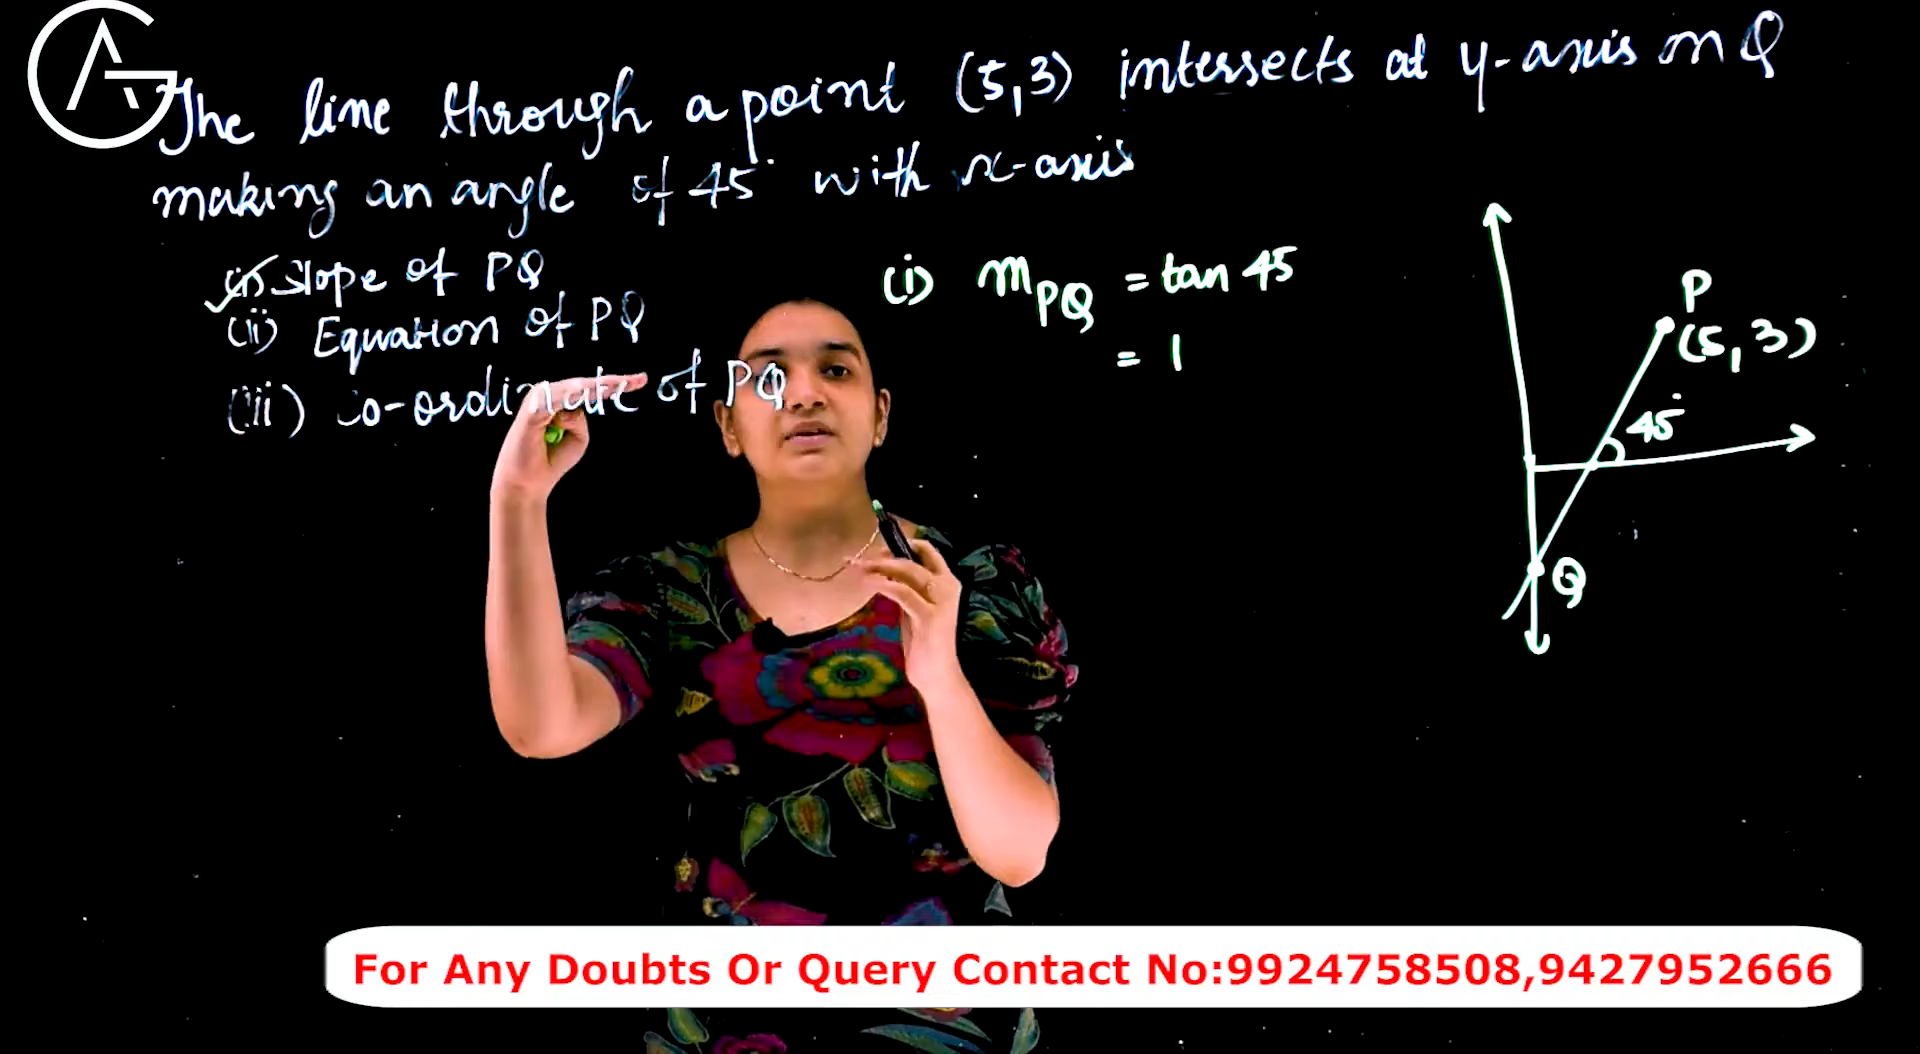 The line through a point (5,3) intersects at y-axis on Q
making an angle of 45° with x-axis
(i) Slope of PQ
(ii) Equation of PQ
(iii) Co-ordinate of PQ
(i) mPQ = tan 45
= 1
P
(5,3)
45°
Q
For Any Doubts Or Query Contact No:9924758508,9427952666